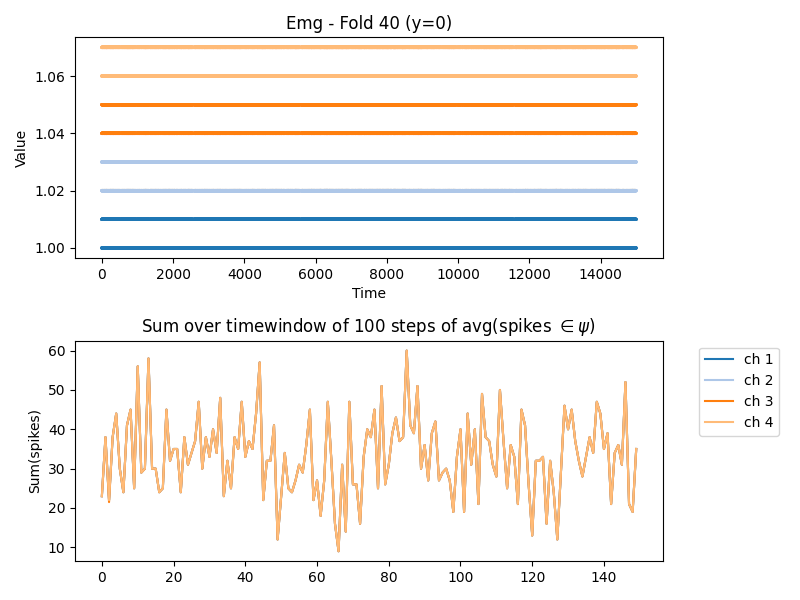 Emg - Fold 40 (y=0)
1.06
1.04
1.02
1.00
Value
0 2000 4000 6000 8000 10000 12000 14000
Time
Sum over timewindow of 100 steps of avg(spikes ∈ ψ)
60
50
40
30
20
10
Sum(spikes)
0 20 40 60 80 100 120 140
ch 1
ch 2
ch 3
ch 4